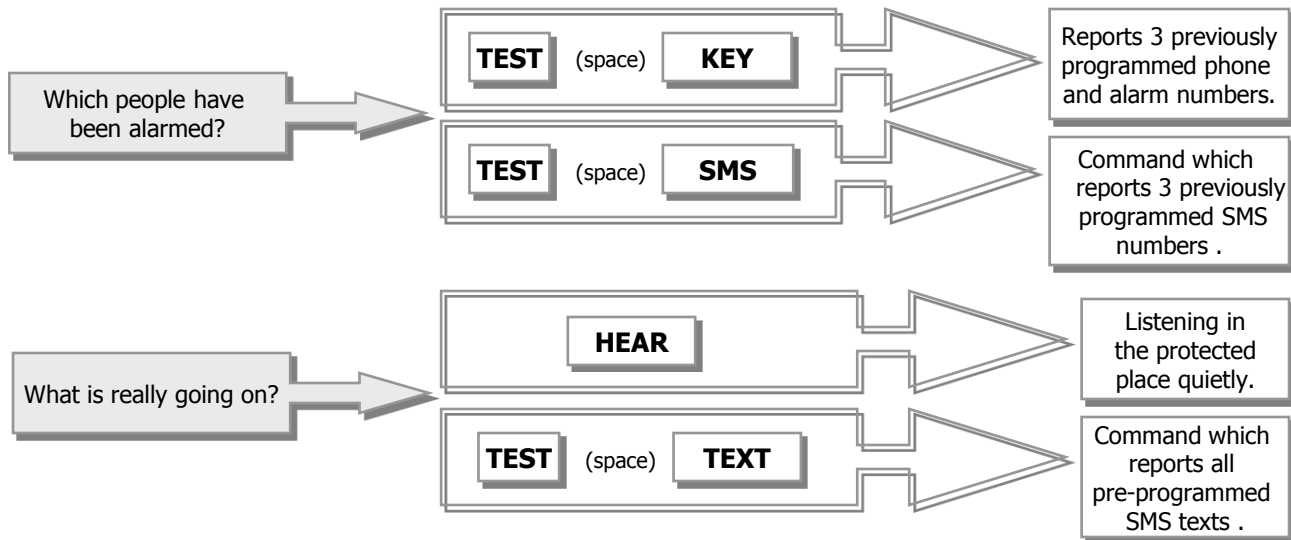 Which people have
been alarmed?
TEST (space) KEY
Reports 3 previously
programmed phone
and alarm numbers.
TEST (space) SMS
Command which
reports 3 previously
programmed SMS
numbers .
What is really going on?
HEAR
Listening in
the protected
place quietly.
TEST (space) TEXT
Command which
reports all
pre-programmed
SMS texts .